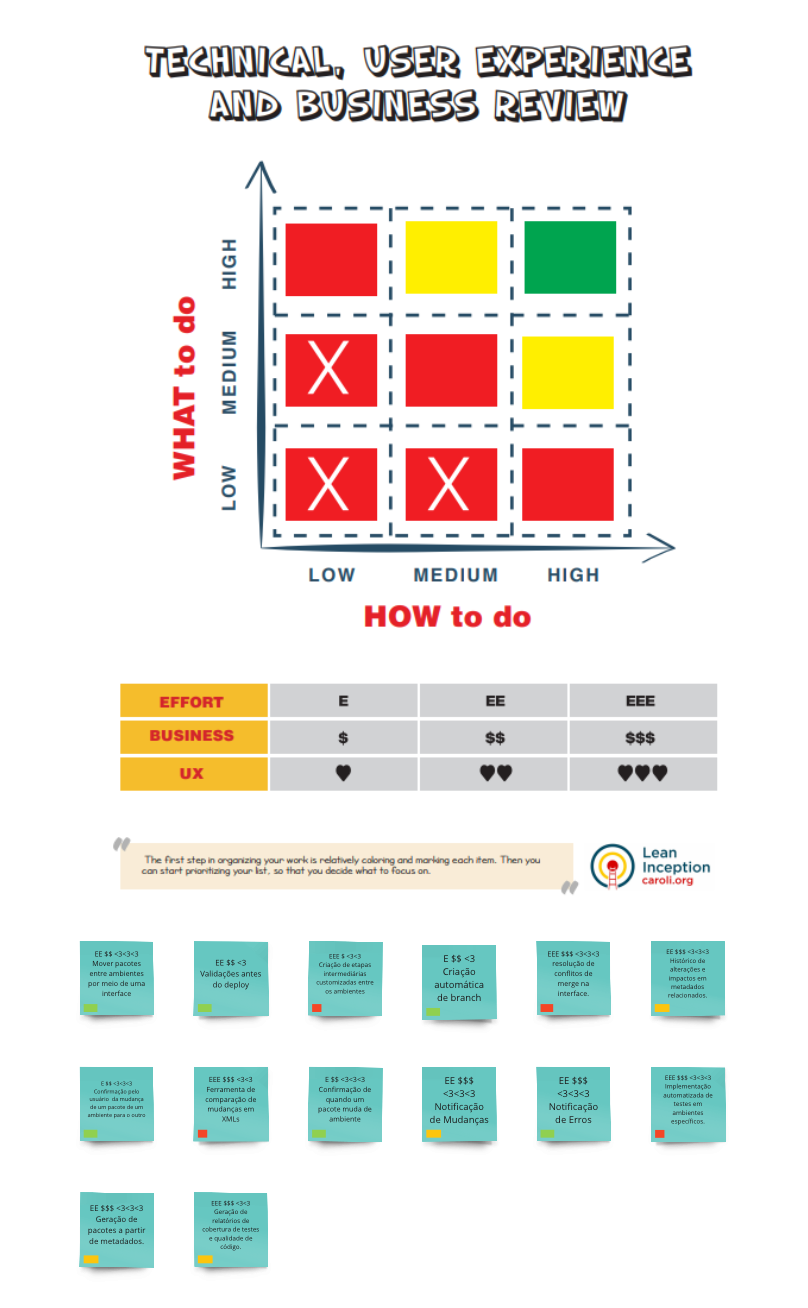 TECHNICAL, USER EXPERIENCE
AND BUSINESS REVIEW
WHAT to do
HIGH
MEDIUM
LOW
X
X
X
LOW MEDIUM HIGH
HOW to do
EFFORT E EE EEE
BUSINESS $ $$ $$$
UX ♥ ♥♥ ♥♥♥
" The first step in organizing your work is relatively coloring and marking each item. Then you
can start prioritizing your list, so that you decide what to focus on. "
Lean
Inception
caroli.org
EE $$ <3<3<3
Mover pacotes
entre ambientes
por meio de uma
interface
EE $$ <3
Validações antes
do deploy
EEE $ <3<3
Criação de etapas
intermediárias
customizadas entre
os ambientes
E $$ <3
Criação
automática
de branch
EEE $$$ <3<3<3
resolução de
conflitos de
merge na
interface.
EE $$$ <3<3<3
Histórico de
alterações e
impactos em
metadados
relacionados.
E $$ <3<3<3
Confirmação pelo
usuário da mudança
de um pacote de um
ambiente para o outro
EEE $$$ <3<3
Ferramenta de
comparação de
mudanças em
XMLs
E $$ <3<3<3
Confirmação de
quando um
pacote muda de
ambiente
EE $$$
<3<3<3
Notificação
de Mudanças
EE $$$
<3<3<3
Notificação
de Erros
EEE $$$ <3<3<3
Implementação
automatizada de
testes em
ambientes
específicos.
EE $$$ <3<3<3
Geração de
pacotes a partir
de metadados.
EEE $$$ <3<3
Geração de
relatórios de
cobertura de testes
e qualidade de
código.